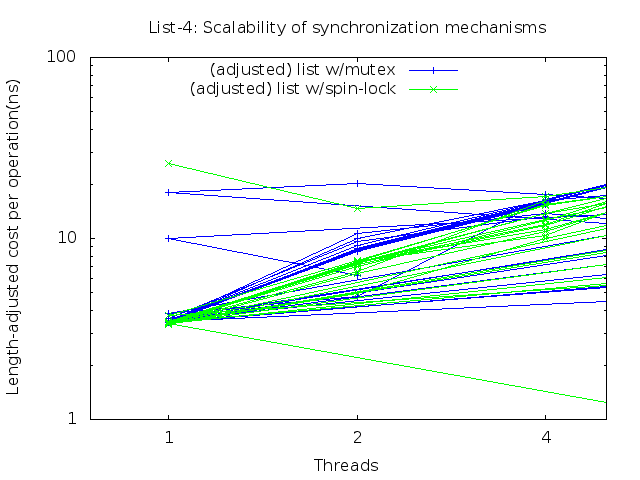 List-4: Scalability of synchronization mechanisms
100
(adjusted) list w/mutex
(adjusted) list w/spin-lock
Length-adjusted cost per operation(ns)
10
1
1 2 4
Threads